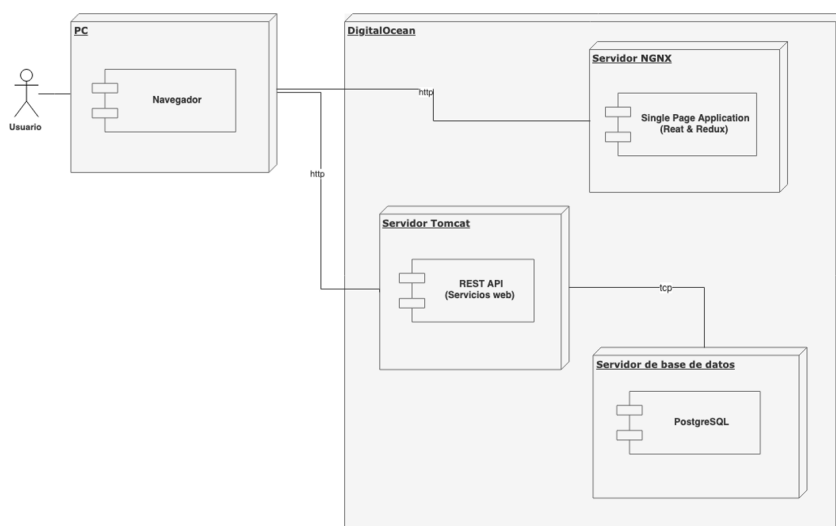 PC
DigitalOcean
Servidor NGNX
Navegador
http
Single Page Application
(Reat & Redux)
Usuario
http
Servidor Tomcat
REST API
(Servicios web)
tcp
Servidor de base de datos
PostgreSQL